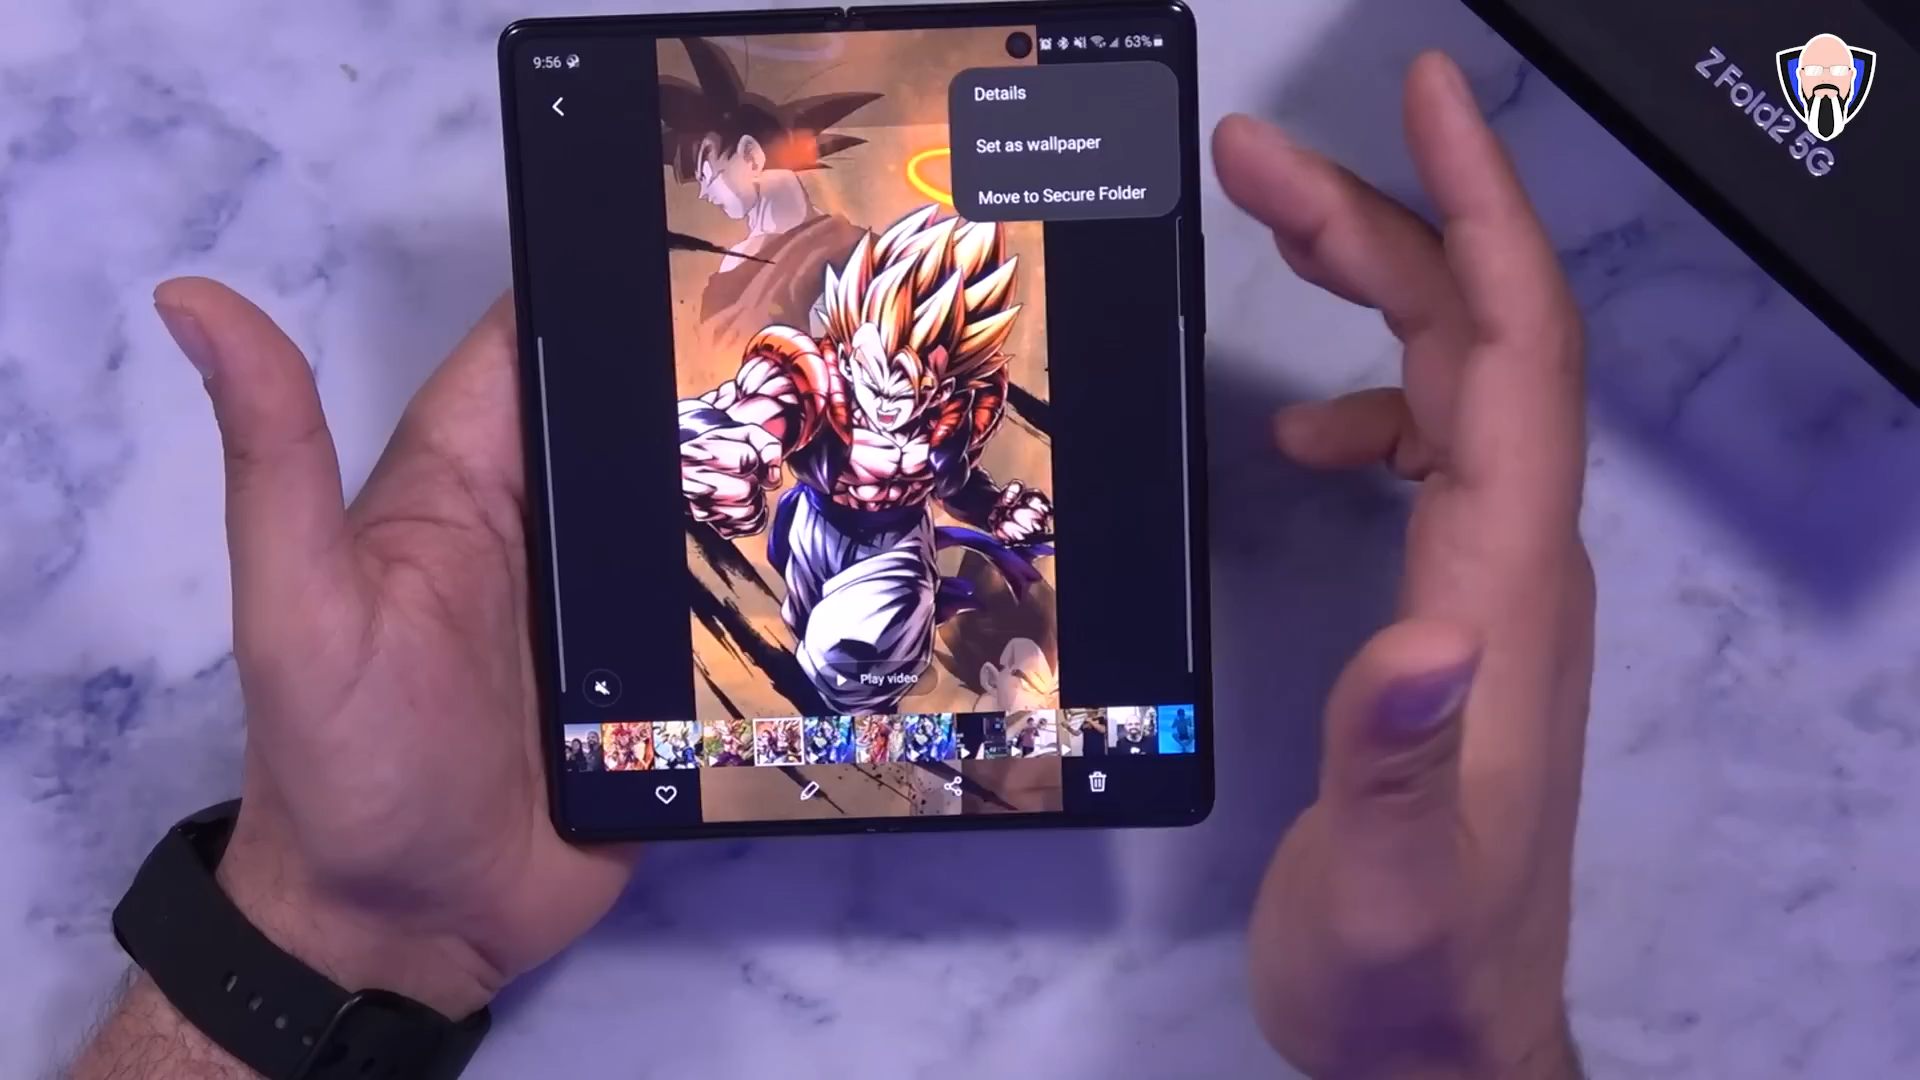 9:56
63%
Details
Set as wallpaper
Move to Secure Folder
Play video
Z Fold2 5G